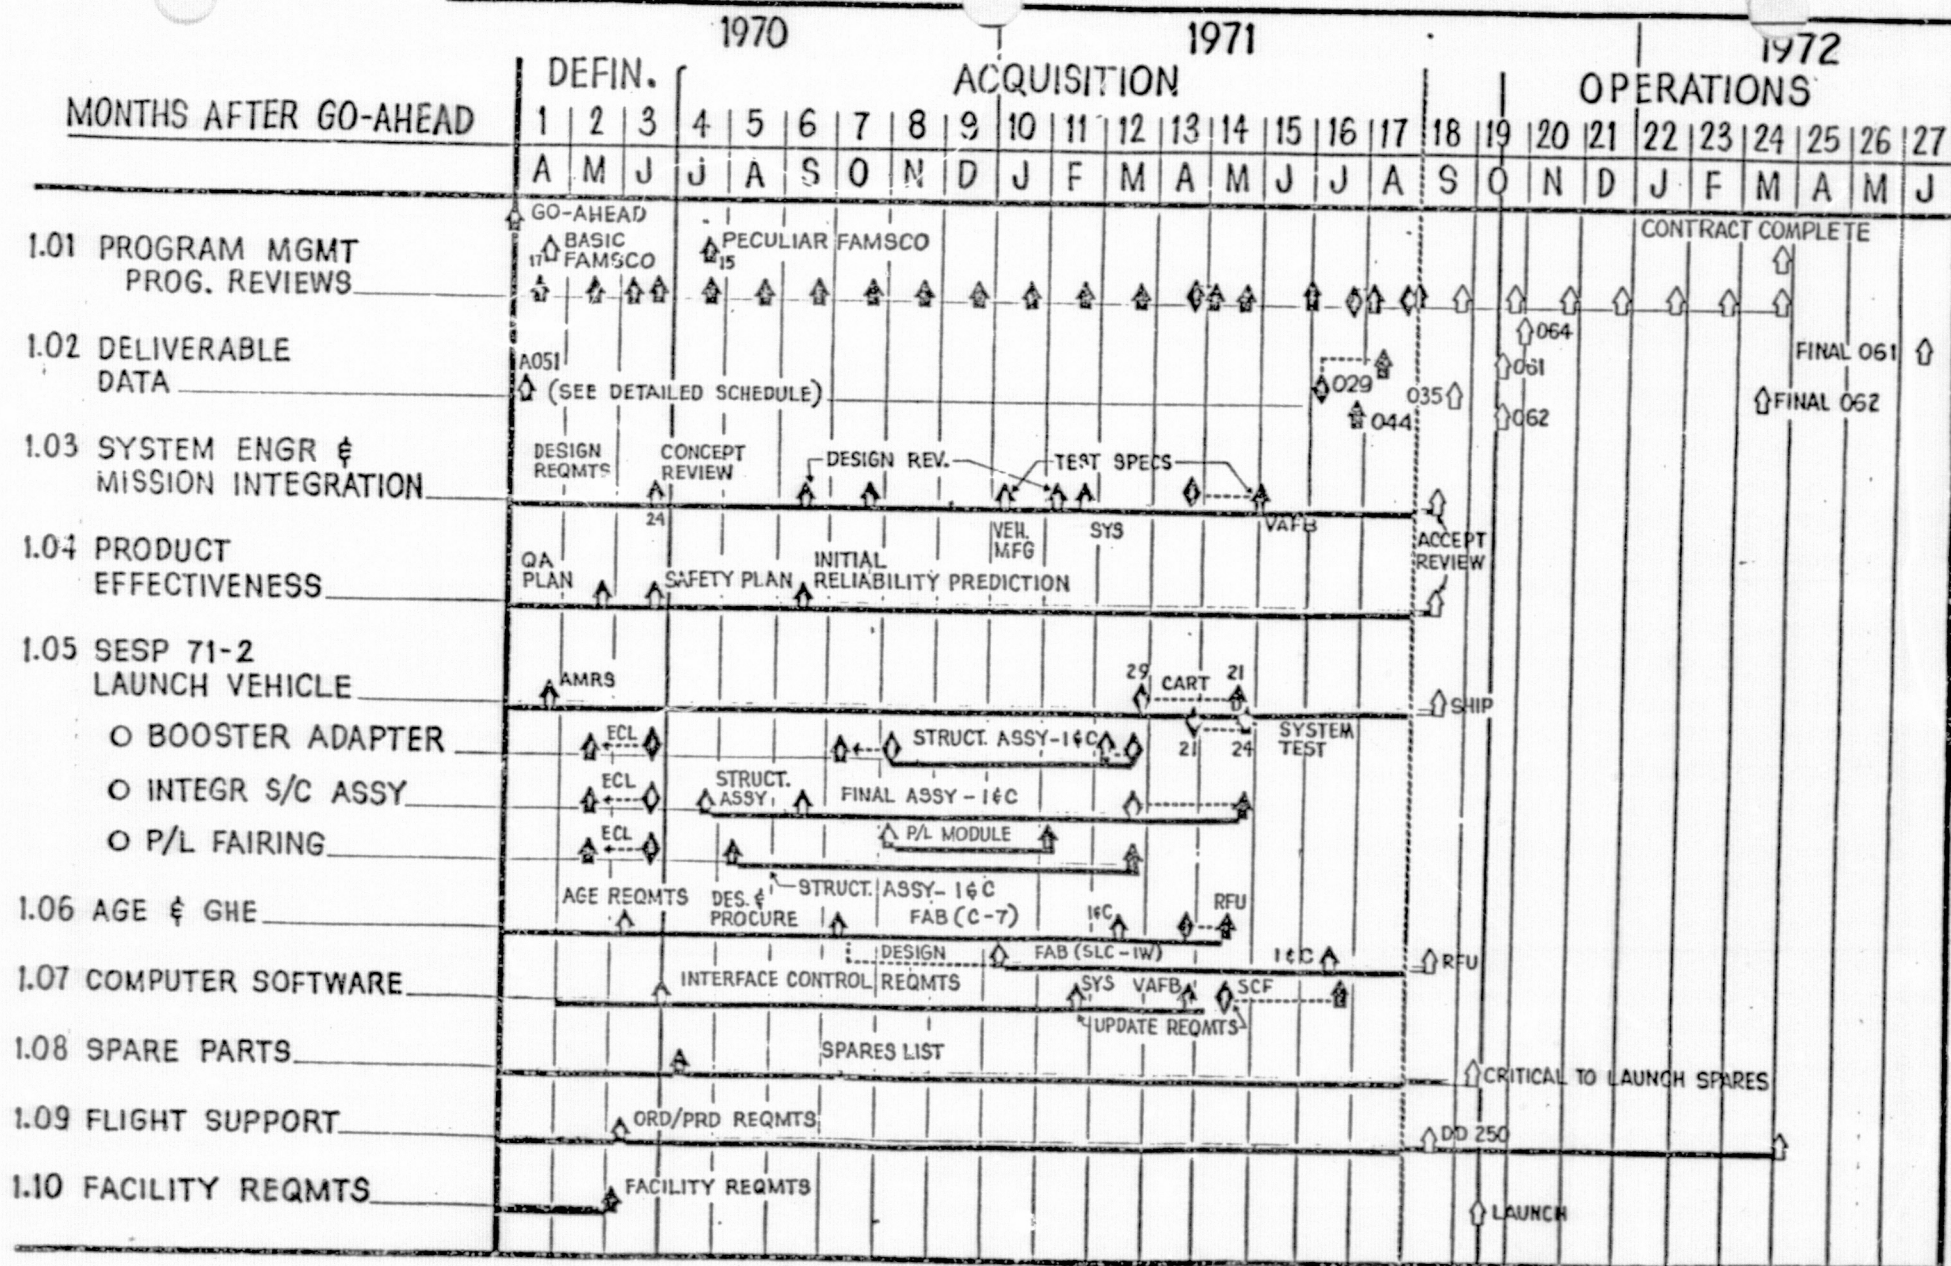 1970 1971 1972
DEFIN. ACQUISITION OPERATIONS
MONTHS AFTER GO-AHEAD 1 2 3 4 5 6 7 8 9 10 11 12 13 14 15 16 17 18 19 20 21 22 23 24 25 26 27
A M J J A S O N D J F M A M J J A S O N D J F M A M J
GO-AHEAD
CONTRACT COMPLETE
1.01 PROGRAM MGMT
17 BASIC
FAMSCO
15 PECULIAR FAMSCO
PROG. REVIEWS
064
1.02 DELIVERABLE
DATA
A051
(SEE DETAILED SCHEDULE)
029
044
035
061
062
FINAL 061
FINAL 062
1.03 SYSTEM ENGR &
MISSION INTEGRATION
DESIGN
REQMTS
CONCEPT
REVIEW
24
DESIGN REV.
TEST SPECS
VEH.
MFG
SYS
VAFB
ACCEPT
REVIEW
1.04 PRODUCT
EFFECTIVENESS
QA
PLAN
SAFETY PLAN
INITIAL
RELIABILITY PREDICTION
1.05 SESP 71-2
LAUNCH VEHICLE
AMRS
29 CART 21
SHIP
21 24
SYSTEM
TEST
O BOOSTER ADAPTER
ECL
STRUCT. ASSY-I&C
O INTEGR S/C ASSY
ECL
STRUCT.
ASSY
FINAL ASSY-I&C
O P/L FAIRING
ECL
P/L MODULE
STRUCT. ASSY-I&C
1.06 AGE & GHE
AGE REQMTS
DES. &
PROCURE
FAB (C-7)
I&C
RFU
DESIGN
FAB (SLC-1W)
I&C
RFU
1.07 COMPUTER SOFTWARE
INTERFACE CONTROL REQMTS
SYS VAFB SCF
UPDATE REQMTS
1.08 SPARE PARTS
SPARES LIST
CRITICAL TO LAUNCH SPARES
1.09 FLIGHT SUPPORT
ORD/PRD REQMTS
DD 250
1.10 FACILITY REQMTS
FACILITY REQMTS
LAUNCH